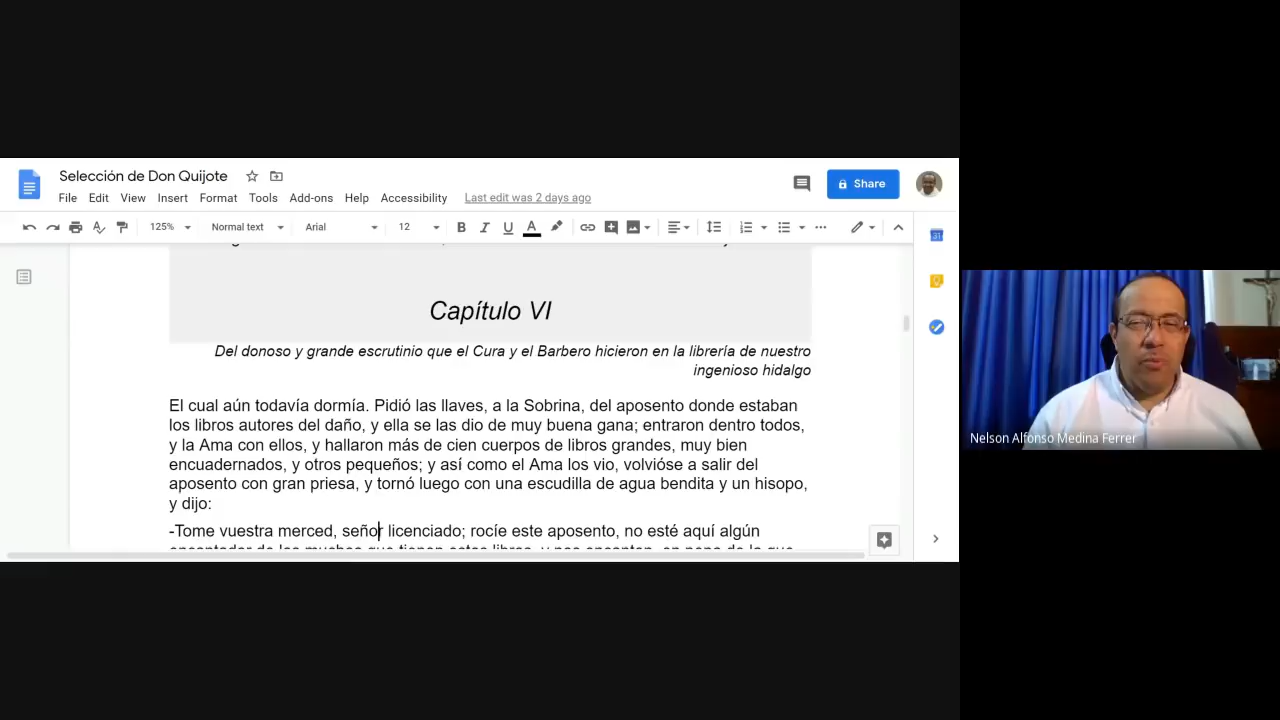 Selección de Don Quijote
File Edit View Insert Format Tools Add-ons Help Accessibility Last edit was 2 days ago
Share
125% Normal text Arial 12 B I U A
Capítulo VI
Del donoso y grande escrutinio que el Cura y el Barbero hicieron en la librería de nuestro
ingenioso hidalgo
El cual aún todavía dormía. Pidió las llaves, a la Sobrina, del aposento donde estaban
los libros autores del daño, y ella se las dio de muy buena gana; entraron dentro todos,
y la Ama con ellos, y hallaron más de cien cuerpos de libros grandes, muy bien
encuadernados, y otros pequeños; y así como el Ama los vio, volvióse a salir del
aposento con gran priesa, y tornó luego con una escudilla de agua bendita y un hisopo,
y dijo:
-Tome vuestra merced, señor licenciado; rocíe este aposento, no esté aquí algún
31
Nelson Alfonso Medina Ferrer